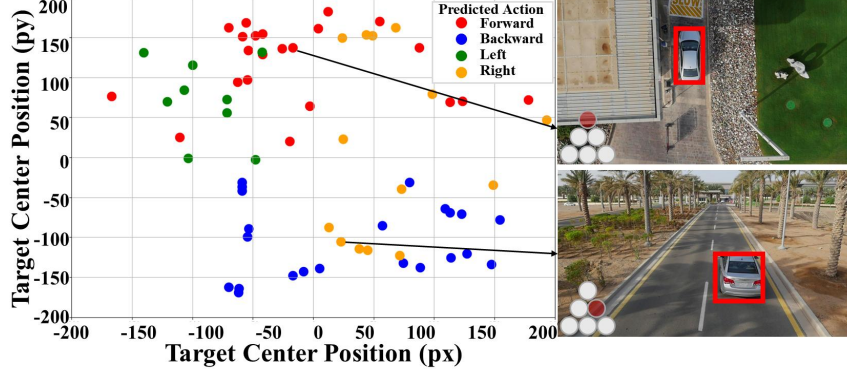 Predicted Action
Forward
Backward
Left
Right
200
150
100
50
0
-50
-100
-150
-200
-200
-150
-100
-50
0
50
100
150
200
Target Center Position (py)
Target Center Position (px)